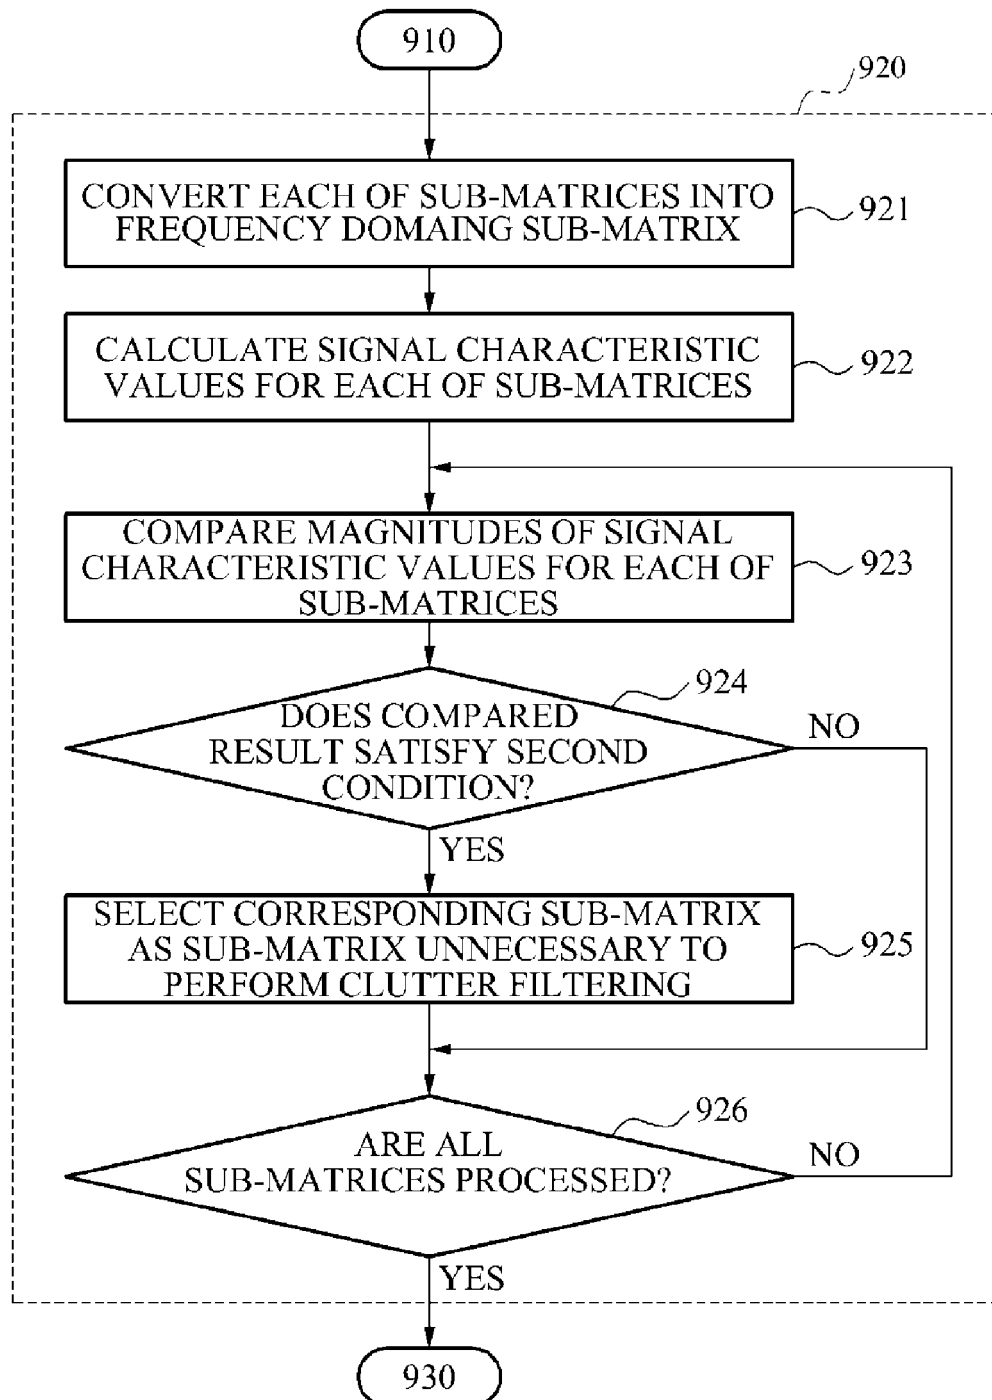 910
920
CONVERT EACH OF SUB-MATRICES INTO
FREQUENCY DOMAING SUB-MATRIX
921
CALCULATE SIGNAL CHARACTERISTIC
VALUES FOR EACH OF SUB-MATRICES
922
COMPARE MAGNITUDES OF SIGNAL
CHARACTERISTIC VALUES FOR EACH OF
SUB-MATRICES
923
924
DOES COMPARED
RESULT SATISFY SECOND
CONDITION?
NO
YES
SELECT CORRESPONDING SUB-MATRIX
AS SUB-MATRIX UNNECESSARY TO
PERFORM CLUTTER FILTERING
925
926
ARE ALL
SUB-MATRICES PROCESSED?
NO
YES
930